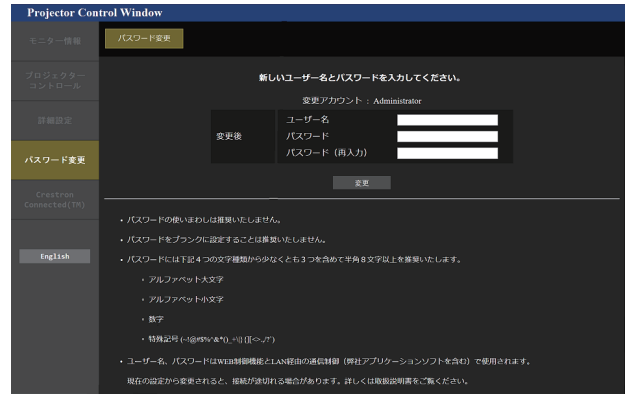 Projector Control Window
モニター情報
パスワード変更
プロジェクター
コントロール
詳細設定
パスワード変更
Crestron
Connected(TM)
English
新しいユーザー名とパスワードを入力してください。
変更アカウント : Administrator
変更後
ユーザー名
パスワード
パスワード (再入力)
変更
• パスワードの使いまわしは推奨いたしません。
• パスワードをブランクに設定することは推奨いたしません。
• パスワードには下記４つの文字種類から少なくとも３つを含めて半角８文字以上を推奨いたします。
• アルファベット大文字
• アルファベット小文字
• 数字
• 特殊記号
• ユーザー名、パスワードはWEB制御機能とLAN経由の通信制御 (弊社アプリケーションソフトを含む) で使用されます。
現在の設定から変更されると、接続が途切れる場合があります。詳しくは取扱説明書をご覧ください。